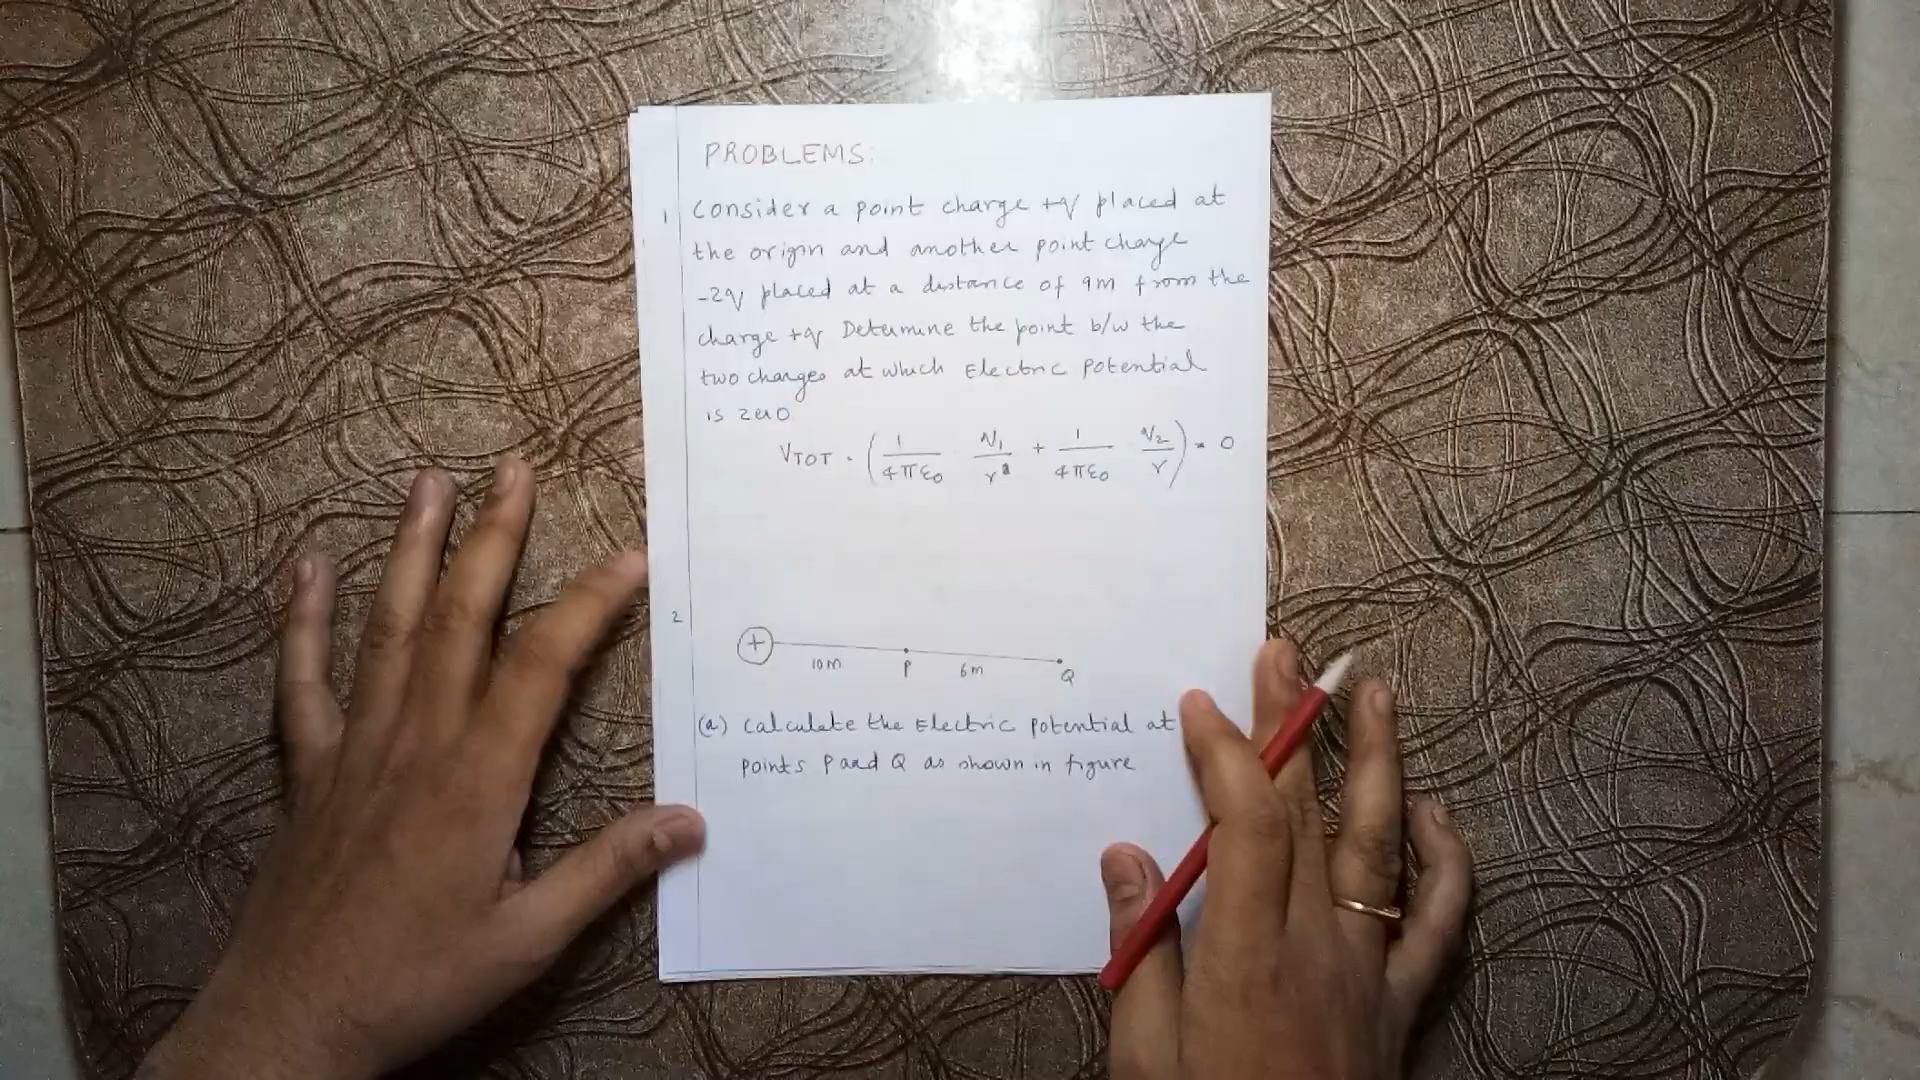 PROBLEMS:
1 Consider a point charge +q placed at
the origin and another point charge
-2q placed at a distance of 9m from the
charge +q Determine the point b/w the
two charges at which Electric Potential
is zero
V_TOT = (1/4πε₀ q₁/r + 1/4πε₀ q₂/r) = 0
2
+ 10m P 6m Q
(a) calculate the Electric potential at
points P and Q as shown in figure